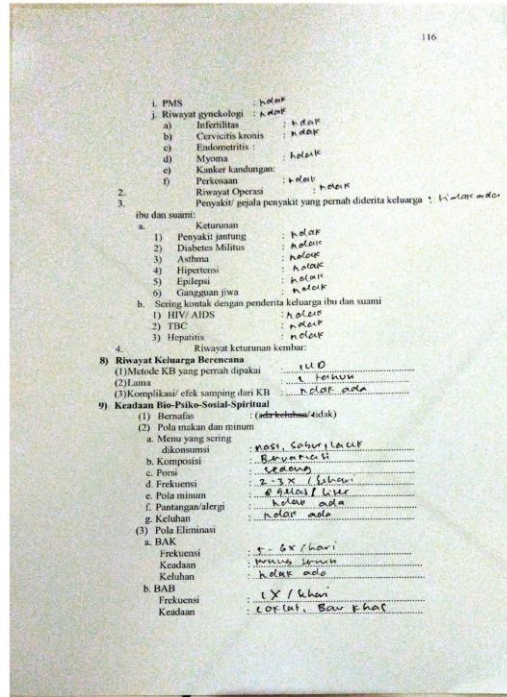 116
i. PMS : tidak
j. Riwayat gynekologi : tidak
a) Infertilitas : tidak
b) Cervicitis kronis : tidak
c) Endometritis :
d) Myoma : tidak
e) Kanker kandungan:
f) Perkosaan : tidak
2. Riwayat Operasi : tidak
3. Penyakit/ gejala penyakit yang pernah diderita keluarga : tidak ada
ibu dan suami:
a. Keturunan
1) Penyakit jantung : tidak
2) Diabetes Militus : tidak
3) Asthma : tidak
4) Hipertensi : tidak
5) Epilepsi : tidak
6) Gangguan jiwa : tidak
b. Sering kontak dengan penderita keluarga ibu dan suami
1) HIV/ AIDS : tidak
2) TBC : tidak
3) Hepatitis : tidak
4. Riwayat keturunan kembar:
8) Riwayat Keluarga Berencana
(1)Metode KB yang pernah dipakai : IUD
(2)Lama : tahun
(3)Komplikasi/ efek samping dari KB : tidak ada
9) Keadaan Bio-Psiko-Sosial-Spiritual
(1) Bernafas : (ada keluhan/tidak)
(2) Pola makan dan minum
a. Menu yang sering
dikonsumsi : nasi, sayur, lauk
b. Komposisi : Bervariasi
c. Porsi : sedang
d. Frekuensi : 2-3x / sehari
e. Pola minum : 8 gelas /
f. Pantangan/alergi : tidak ada
g. Keluhan : tidak ada
(3) Pola Eliminasi
a. BAK
Frekuensi : 6x / hari
Keadaan :
Keluhan : tidak ada
b. BAB
Frekuensi : 1X / hari
Keadaan : coklat, Bau khas